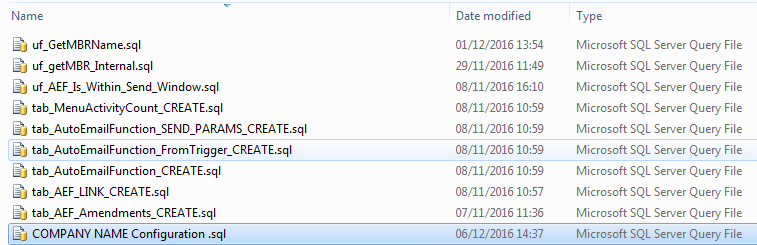 Name Date modified Type
uf_GetMBRName.sql 01/12/2016 13:54 Microsoft SQL Server Query File
uf_getMBR_Internal.sql 29/11/2016 11:49 Microsoft SQL Server Query File
uf_AEF_Is_Within_Send_Window.sql 08/11/2016 16:10 Microsoft SQL Server Query File
tab_MenuActivityCount_CREATE.sql 08/11/2016 10:59 Microsoft SQL Server Query File
tab_AutoEmailFunction_SEND_PARAMS_CREATE.sql 08/11/2016 10:59 Microsoft SQL Server Query File
tab_AutoEmailFunction_FromTrigger_CREATE.sql 08/11/2016 10:59 Microsoft SQL Server Query File
tab_AutoEmailFunction_CREATE.sql 08/11/2016 10:59 Microsoft SQL Server Query File
tab_AEF_LINK_CREATE.sql 08/11/2016 10:57 Microsoft SQL Server Query File
tab_AEF_Amendments_CREATE.sql 07/11/2016 11:36 Microsoft SQL Server Query File
COMPANY NAME Configuration .sql 06/12/2016 14:37 Microsoft SQL Server Query File